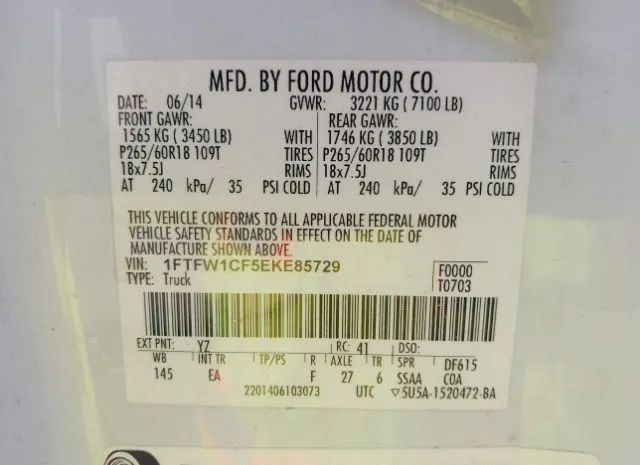 MFD. BY FORD MOTOR CO.
DATE: 06/14 GVWR: 3221 KG ( 7100 LB)
FRONT GAWR: REAR GAWR:
1565 KG ( 3450 LB) WITH 1746 KG ( 3850 LB) WITH
P265/60R18 109T TIRES P265/60R18 109T TIRES
18x7.5J RIMS 18x7.5J RIMS
AT 240 kPa/ 35 PSI COLD AT 240 kPa/ 35 PSI COLD
THIS VEHICLE CONFORMS TO ALL APPLICABLE FEDERAL MOTOR
VEHICLE SAFETY STANDARDS IN EFFECT ON THE DATE OF
MANUFACTURE SHOWN ABOVE.
VIN: 1FTFW1CF5EKE85729 F0000
TYPE: Truck T0703
EXT PNT: YZ RC: 41 DSO:
WB INT TR TP/PS R AXLE TR SPR DF615
145 EA F 27 6 SSAA COA
2201406103073 UTC ▽5U5A-1520472-BA